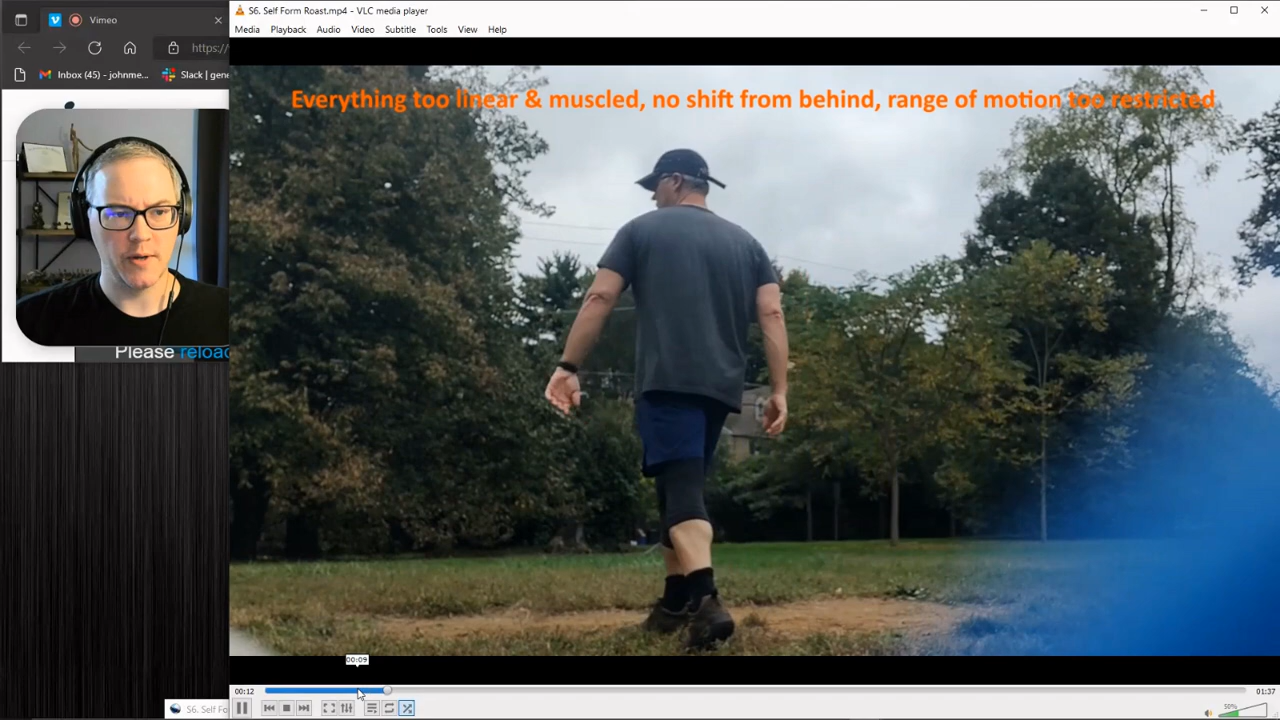 Vimeo
S6. Self Form Roast.mp4 - VLC media player
Media Playback Audio Video Subtitle Tools View Help
https:/
Inbox (45) - johnme...
Slack | gene
Everything too linear & muscled, no shift from behind, range of motion too restricted
Please reload
00:09
00:12
01:37
S6. Self Fo
50%